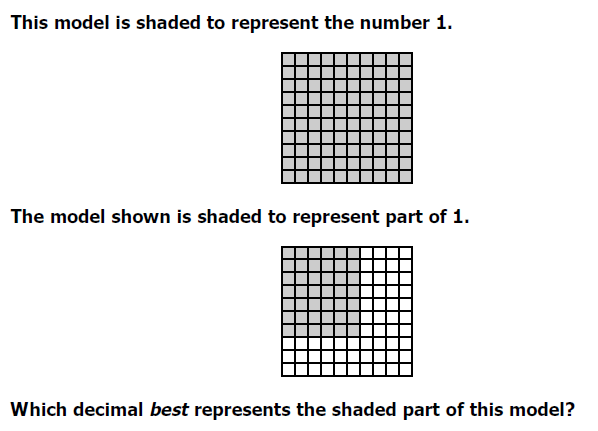 This model is shaded to represent the number 1.
The model shown is shaded to represent part of 1.
Which decimal best represents the shaded part of this model?